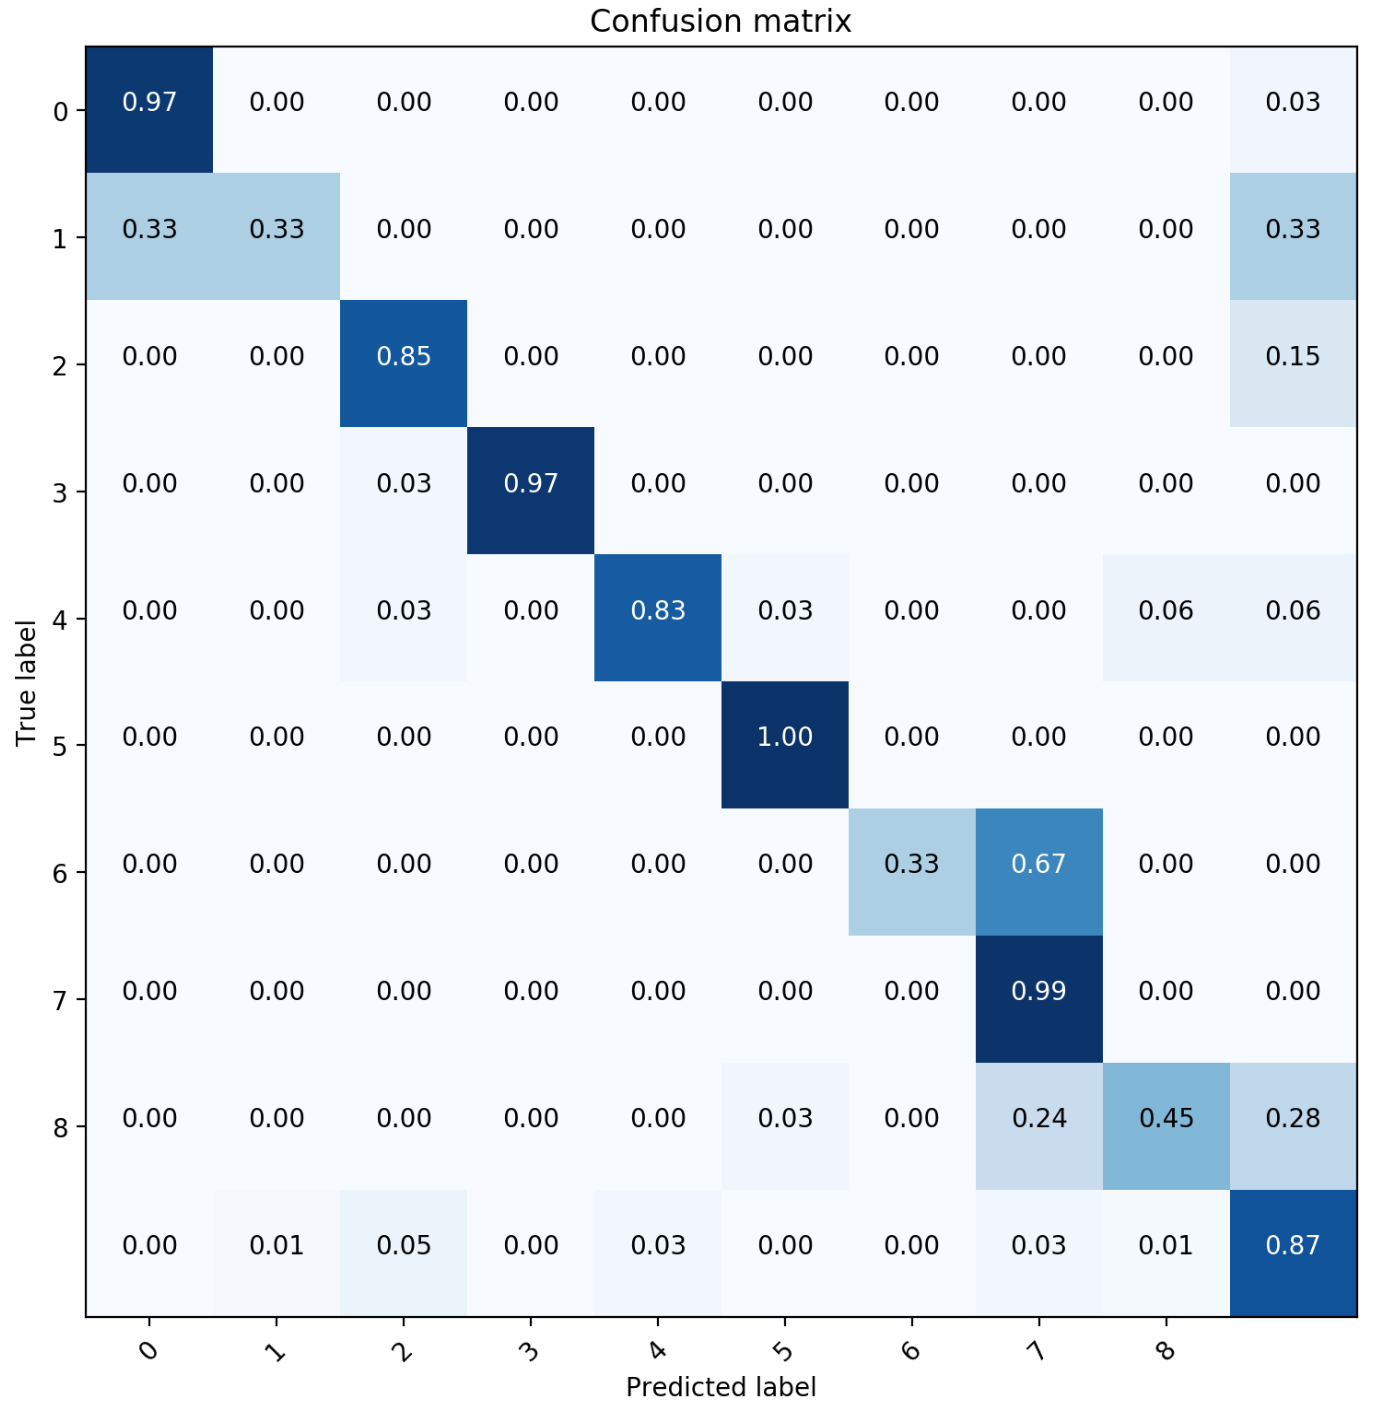 Confusion matrix
0 0.97 0.00 0.00 0.00 0.00 0.00 0.00 0.00 0.00 0.03
1 0.33 0.33 0.00 0.00 0.00 0.00 0.00 0.00 0.00 0.33
2 0.00 0.00 0.85 0.00 0.00 0.00 0.00 0.00 0.00 0.15
3 0.00 0.00 0.03 0.97 0.00 0.00 0.00 0.00 0.00 0.00
4 0.00 0.00 0.03 0.00 0.83 0.03 0.00 0.00 0.06 0.06
True label
5 0.00 0.00 0.00 0.00 0.00 1.00 0.00 0.00 0.00 0.00
6 0.00 0.00 0.00 0.00 0.00 0.00 0.33 0.67 0.00 0.00
7 0.00 0.00 0.00 0.00 0.00 0.00 0.00 0.99 0.00 0.00
8 0.00 0.00 0.00 0.00 0.00 0.03 0.00 0.24 0.45 0.28
0.00 0.01 0.05 0.00 0.03 0.00 0.00 0.03 0.01 0.87
0 1 2 3 4 5 6 7 8
Predicted label